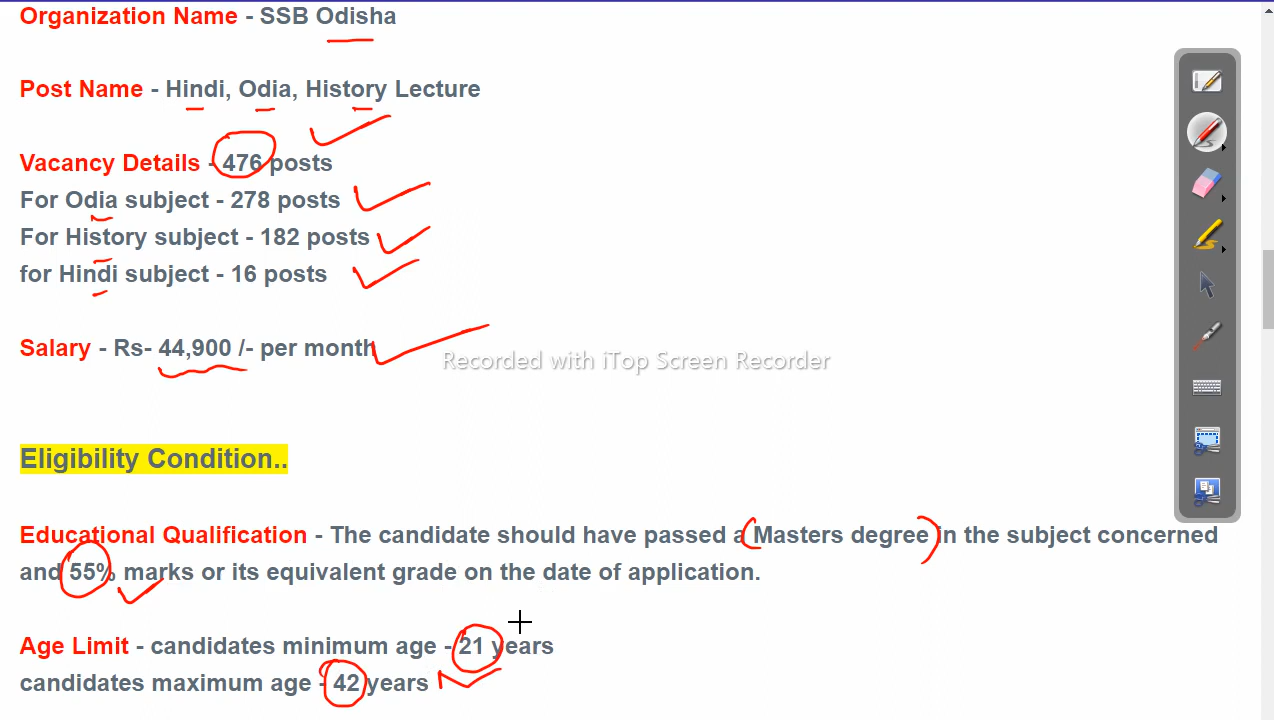 Organization Name - SSB Odisha
Post Name - Hindi, Odia, History Lecture
Vacancy Details - 476 posts
For Odia subject - 278 posts
For History subject - 182 posts
for Hindi subject - 16 posts
Salary - Rs- 44,900 /- per month
Recorded with iTop Screen Recorder
Eligibility Condition..
Educational Qualification - The candidate should have passed a Masters degree in the subject concerned
and 55% marks or its equivalent grade on the date of application.
Age Limit - candidates minimum age - 21 years
candidates maximum age - 42 years